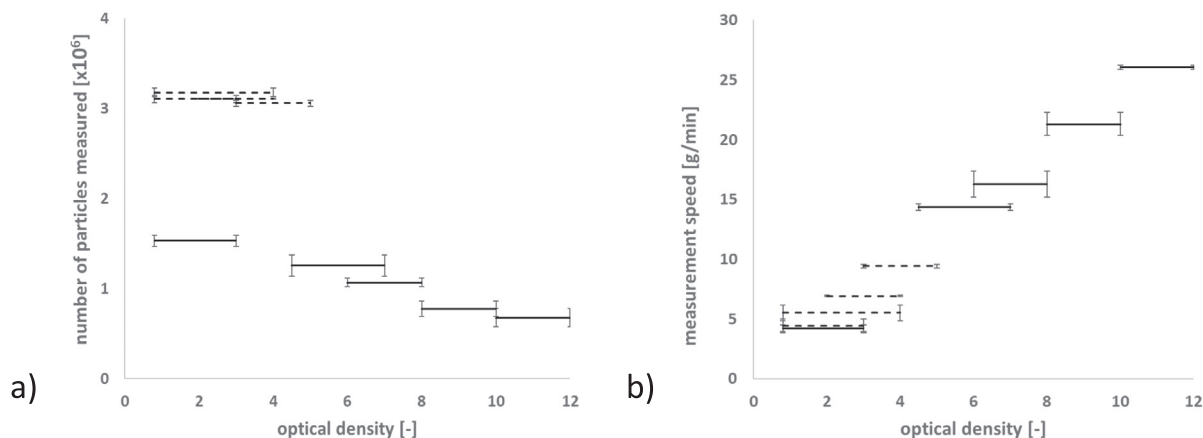 a)
number of particles measured [x10⁶]
4
3
2
1
0
0 2 4 6 8 10 12
optical density [-]
b)
measurement speed [g/min]
30
25
20
15
10
5
0
0 2 4 6 8 10 12
optical density [-]